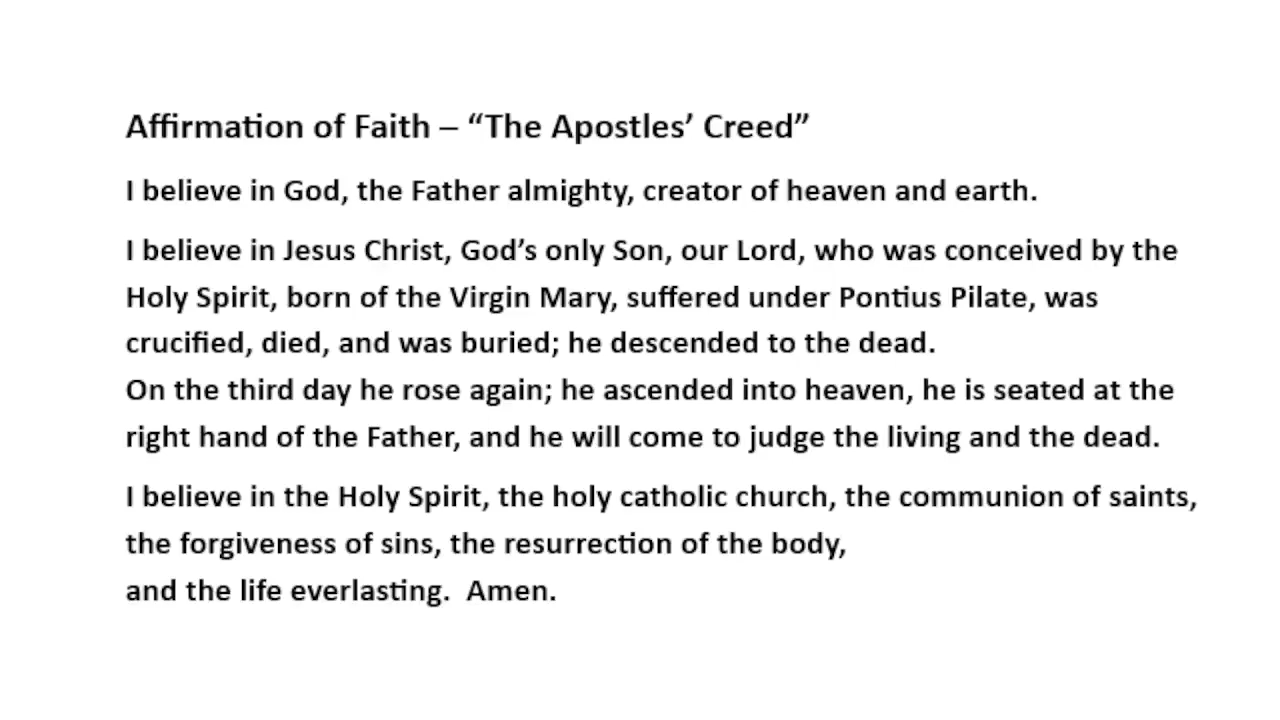 Affirmation of Faith – “The Apostles’ Creed”
I believe in God, the Father almighty, creator of heaven and earth.
I believe in Jesus Christ, God’s only Son, our Lord, who was conceived by the
Holy Spirit, born of the Virgin Mary, suffered under Pontius Pilate, was
crucified, died, and was buried; he descended to the dead.
On the third day he rose again; he ascended into heaven, he is seated at the
right hand of the Father, and he will come to judge the living and the dead.
I believe in the Holy Spirit, the holy catholic church, the communion of saints,
the forgiveness of sins, the resurrection of the body,
and the life everlasting.  Amen.